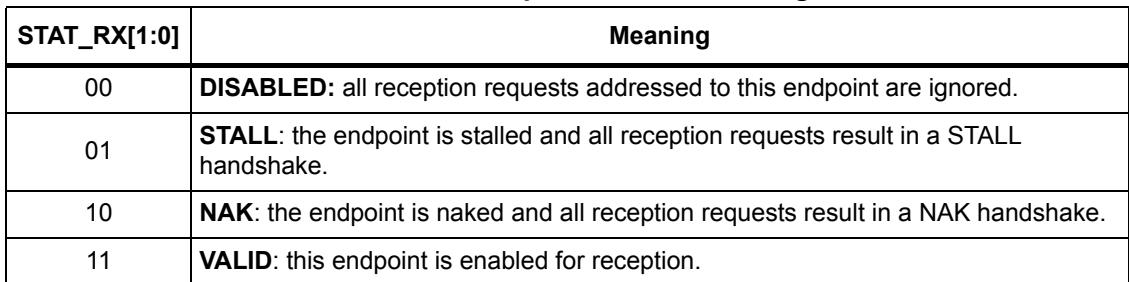 STAT_RX[1:0] Meaning
00 DISABLED: all reception requests addressed to this endpoint are ignored.
01 STALL: the endpoint is stalled and all reception requests result in a STALL
handshake.
10 NAK: the endpoint is naked and all reception requests result in a NAK handshake.
11 VALID: this endpoint is enabled for reception.